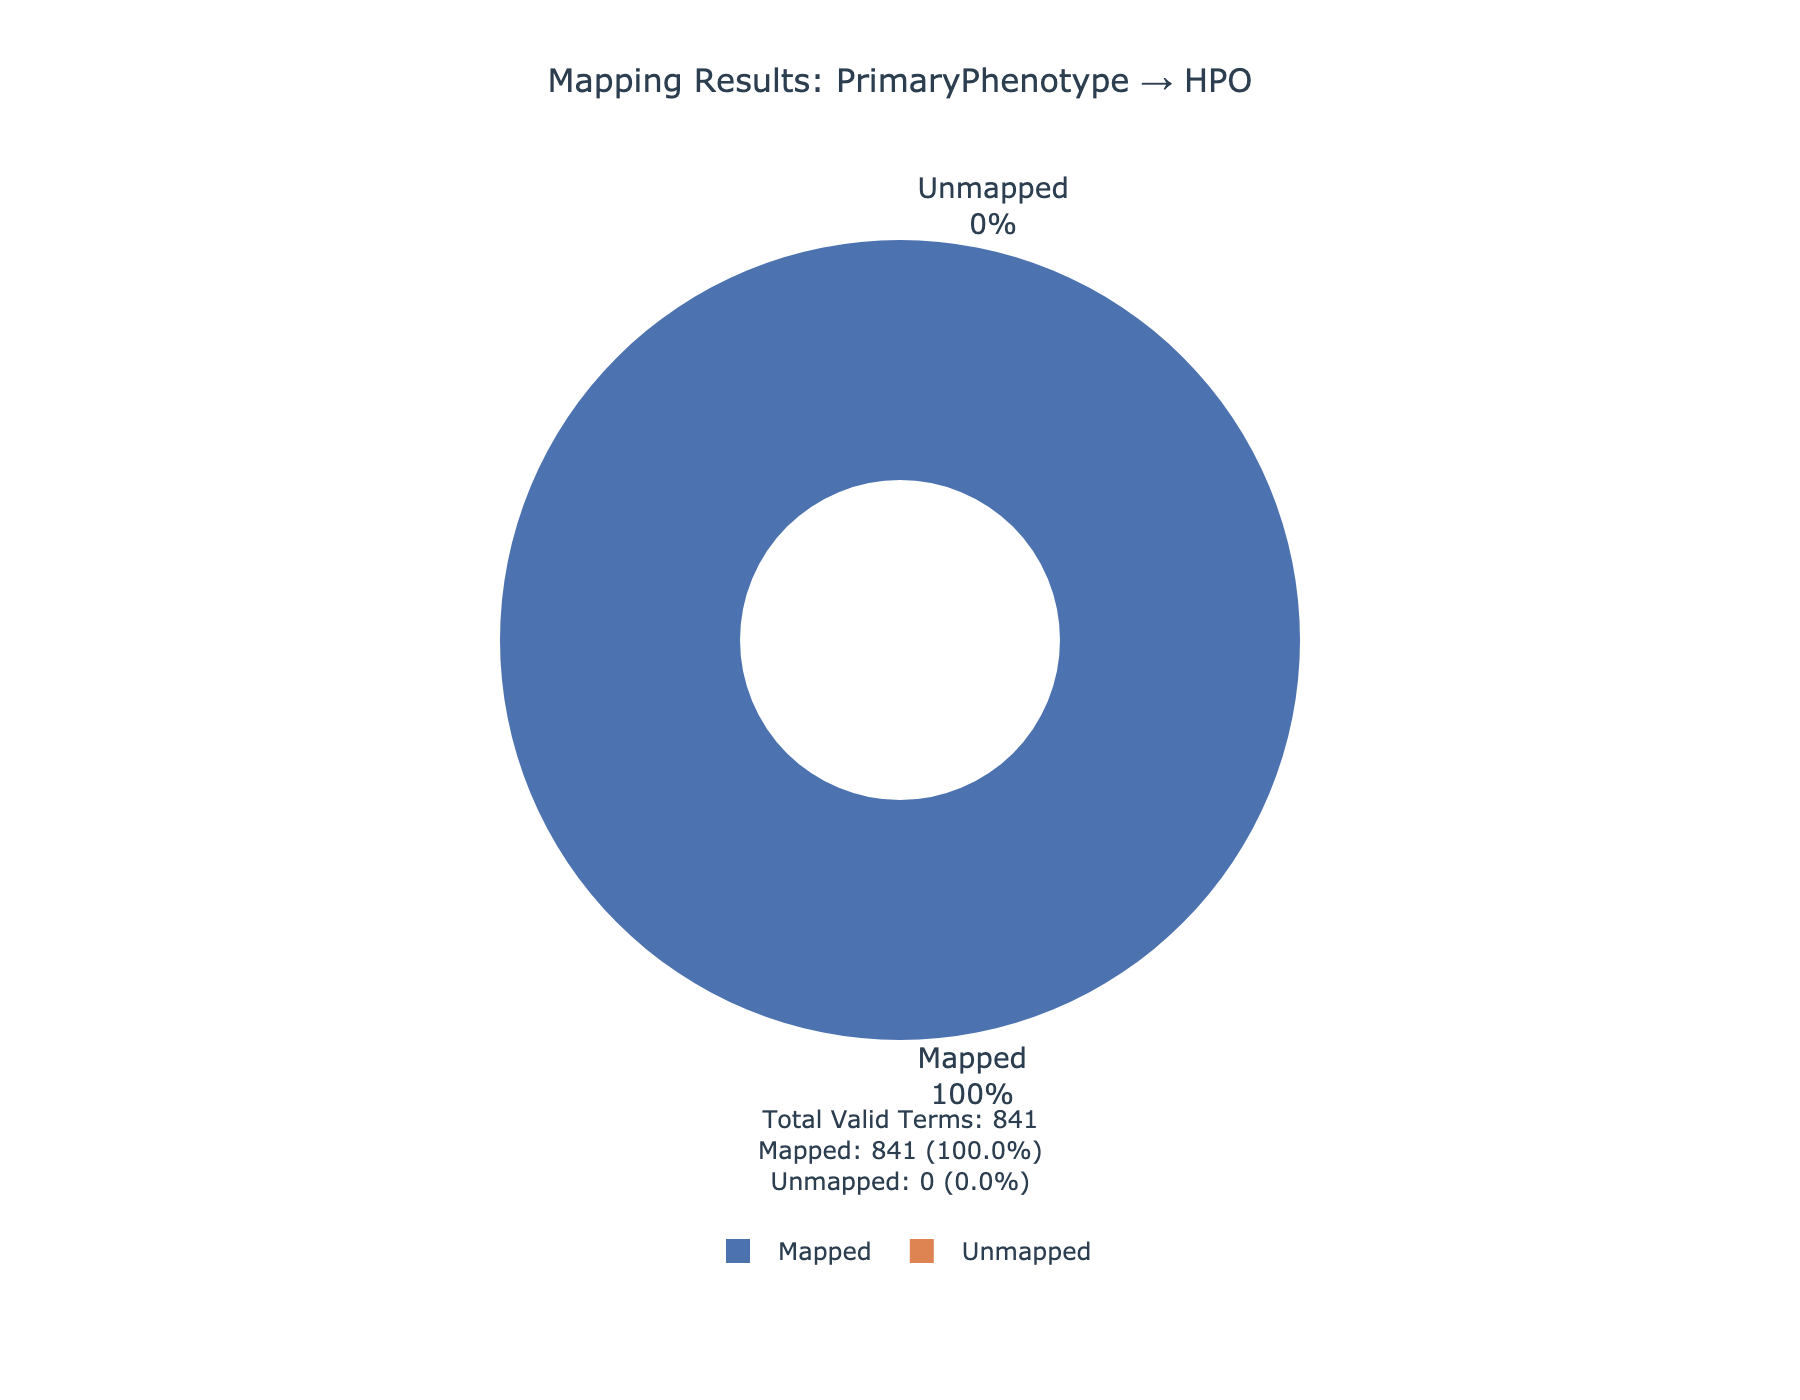 Mapping Results: PrimaryPhenotype → HPO
Unmapped
0%
Mapped
100%
Total Valid Terms: 841
Mapped: 841 (100.0%)
Unmapped: 0 (0.0%)
Mapped
Unmapped